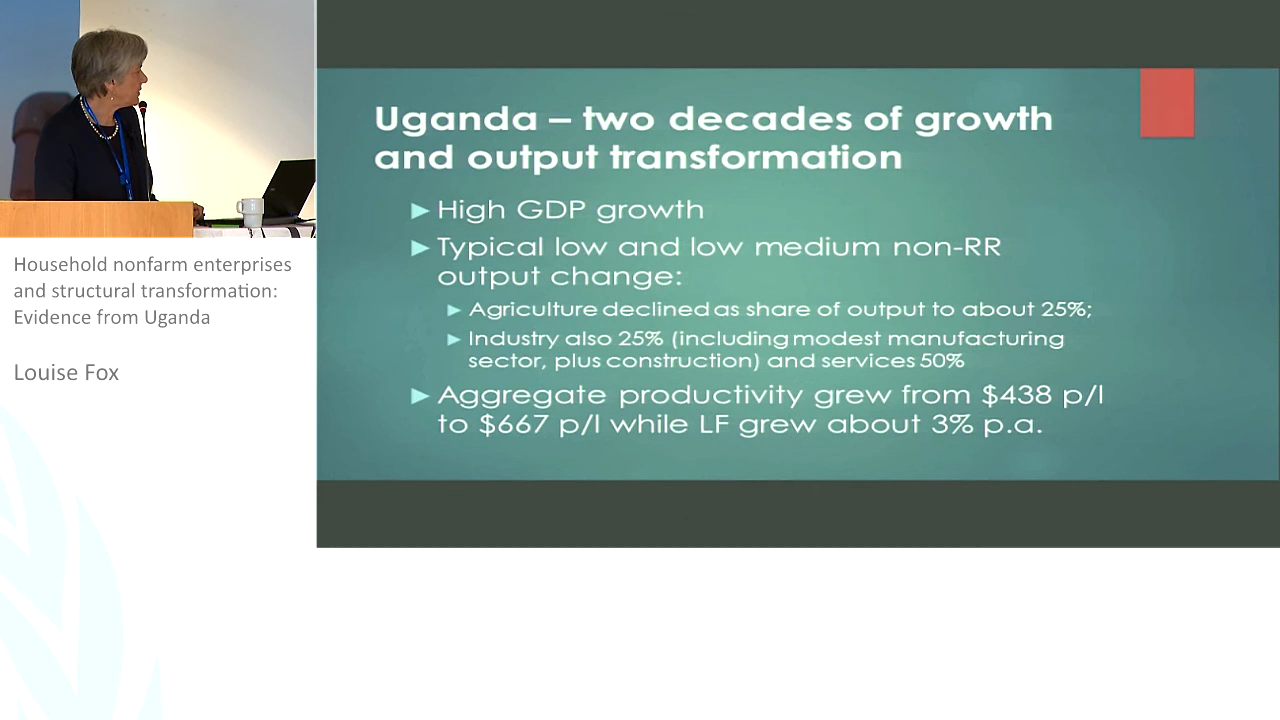 Household nonfarm enterprises
and structural transformation:
Evidence from Uganda
Louise Fox
Uganda – two decades of growth
and output transformation
High GDP growth
Typical low and low medium non-RR
output change:
Agriculture declined as share of output to about 25%;
Industry also 25% (including modest manufacturing
sector, plus construction) and services 50%
Aggregate productivity grew from $438 p/l
to $667 p/l while LF grew about 3% p.a.